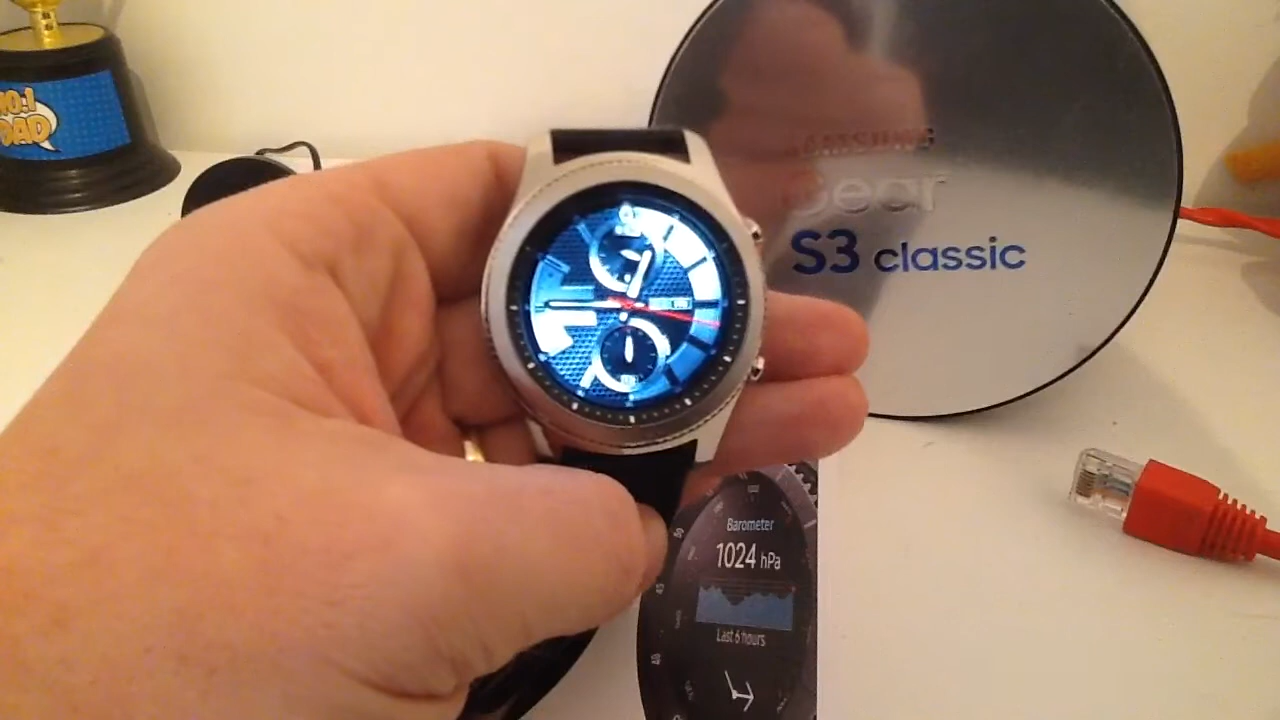 NO:1
DAD
SAMSUNG
Gear
S3 classic
Barometer
1024 hPa
Last 6 hours